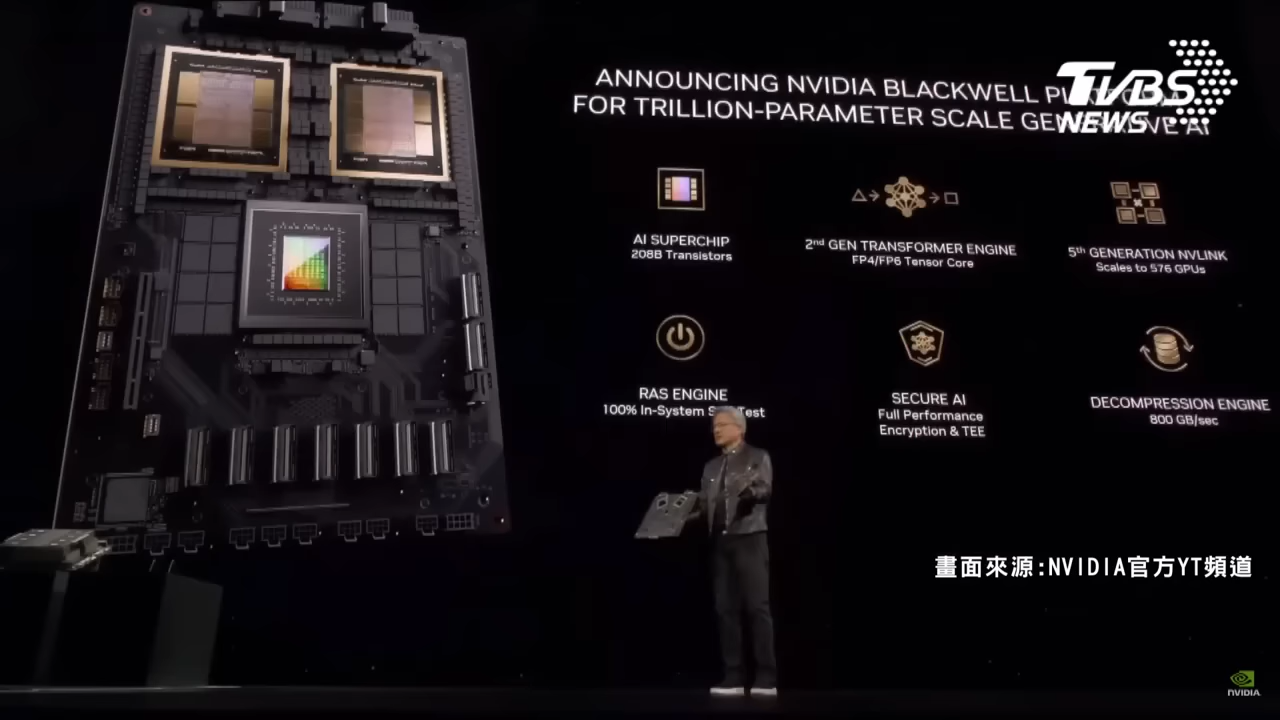 TVBS
NEWS
ANNOUNCING NVIDIA BLACKWELL
FOR TRILLION-PARAMETER SCALE AI
AI SUPERCHIP
208B Transistors
2nd GEN TRANSFORMER ENGINE
FP4/FP6 Tensor Core
5th GENERATION NVLINK
Scales to 576 GPUs
RAS ENGINE
100% In-System Test
SECURE AI
Full Performance
Encryption & TEE
DECOMPRESSION ENGINE
800 GB/sec
畫面來源:NVIDIA官方YT頻道
NVIDIA